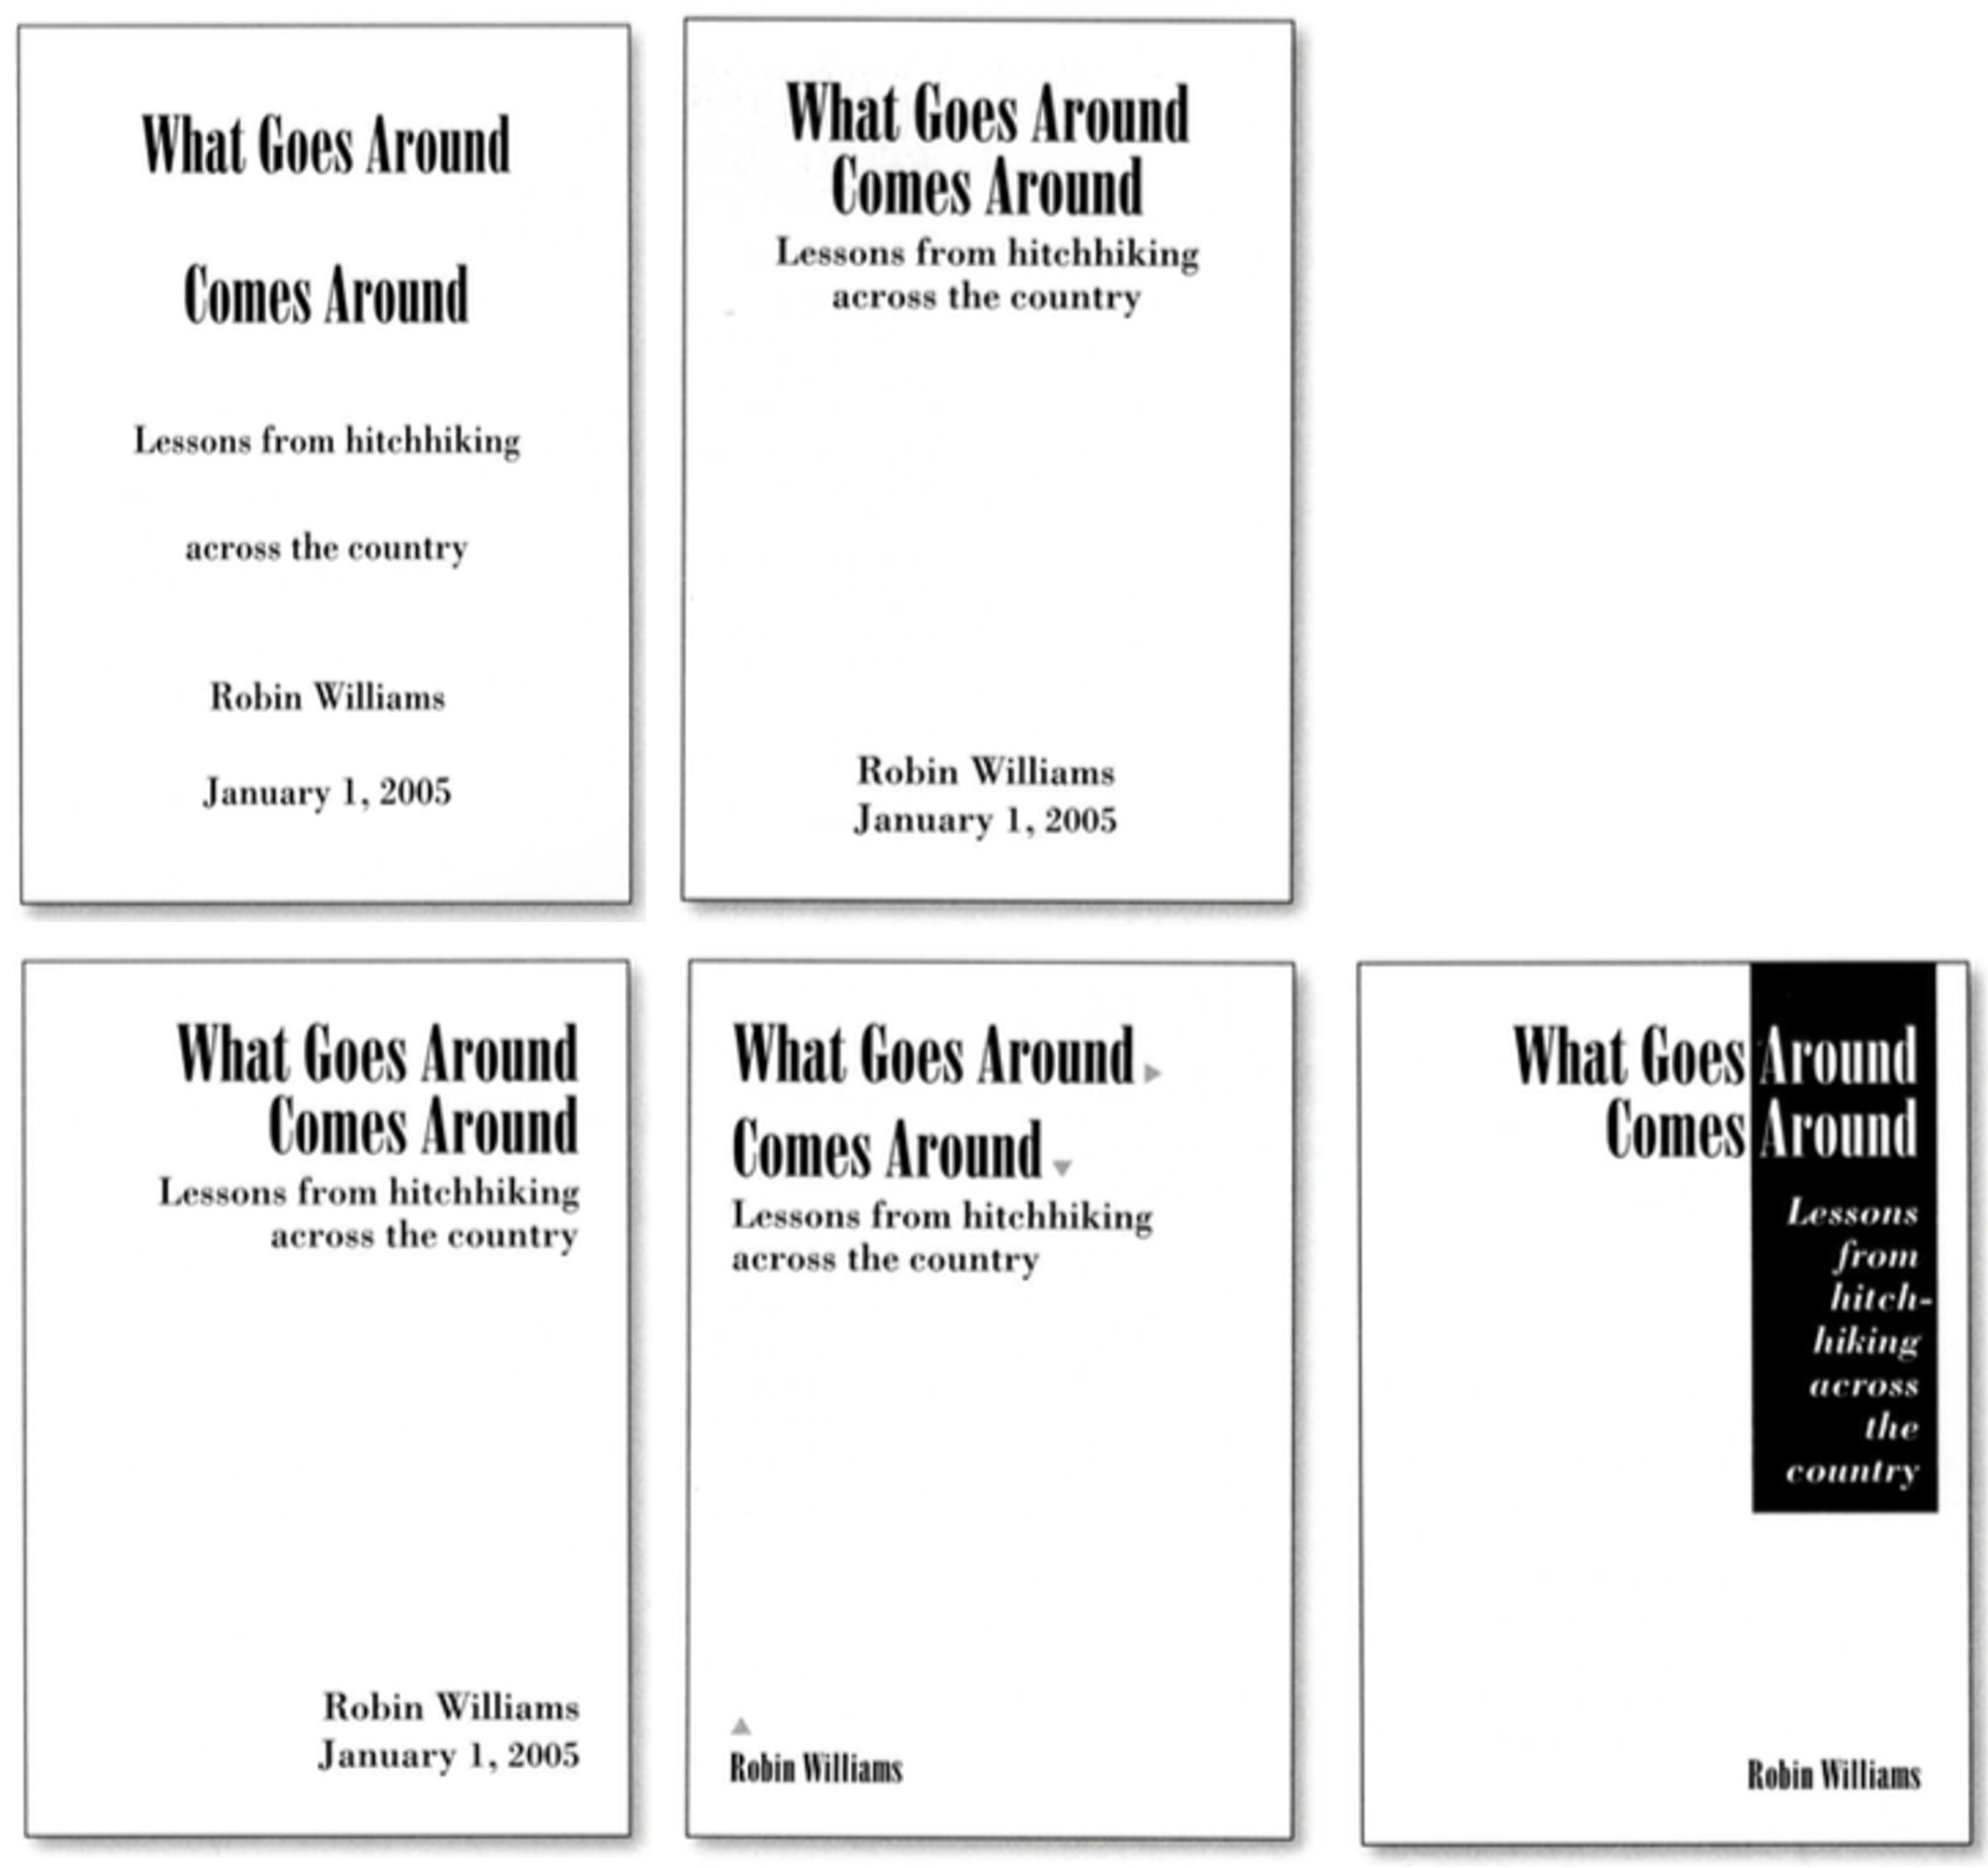 What Goes Around
Comes Around
Lessons from hitchhiking
across the country
Robin Williams
January 1, 2005
What Goes Around
Comes Around
Lessons from hitchhiking
across the country
Robin Williams
January 1, 2005
What Goes Around
Comes Around
Lessons from hitchhiking
across the country
Robin Williams
January 1, 2005
What Goes Around
Comes Around
Lessons from hitchhiking
across the country
Robin Williams
What Goes Around
Comes Around
Lessons
from
hitch-
hiking
across
the
country
Robin Williams